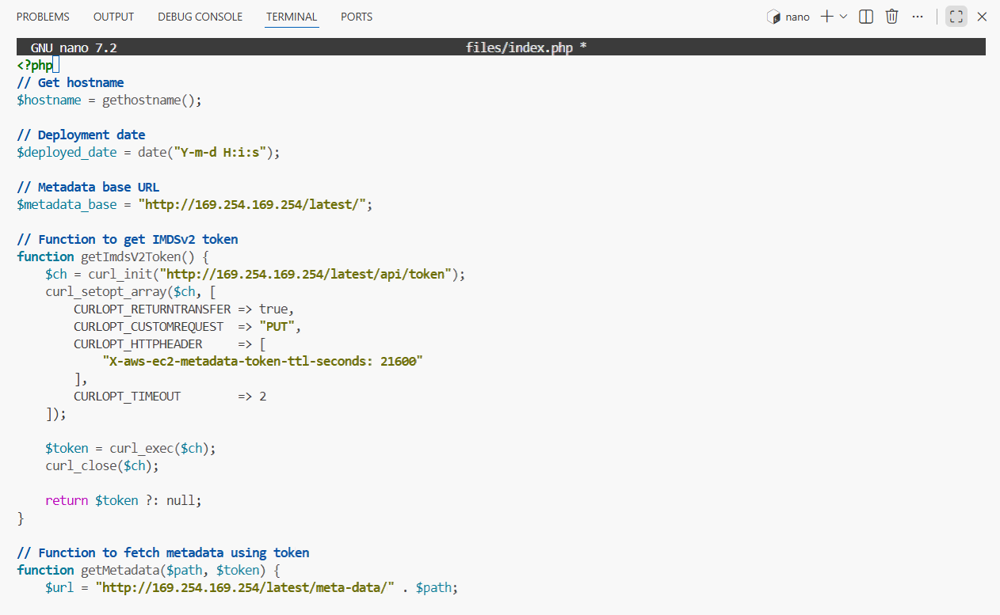 PROBLEMS OUTPUT DEBUG CONSOLE TERMINAL PORTS nano
GNU nano 7.2 files/index.php *
<?php
// Get hostname
$hostname = gethostname();
// Deployment date
$deployed_date = date("Y-m-d H:i:s");
// Metadata base URL
$metadata_base = "http://169.254.169.254/latest/";
// Function to get IMDSv2 token
function getImdsV2Token() {
    $ch = curl_init("http://169.254.169.254/latest/api/token");
    curl_setopt_array($ch, [
        CURLOPT_RETURNTRANSFER => true,
        CURLOPT_CUSTOMREQUEST  => "PUT",
        CURLOPT_HTTPHEADER     => [
            "X-aws-ec2-metadata-token-ttl-seconds: 21600"
        ],
        CURLOPT_TIMEOUT        => 2
    ]);
    $token = curl_exec($ch);
    curl_close($ch);
    return $token ?: null;
}
// Function to fetch metadata using token
function getMetadata($path, $token) {
    $url = "http://169.254.169.254/latest/meta-data/" . $path;